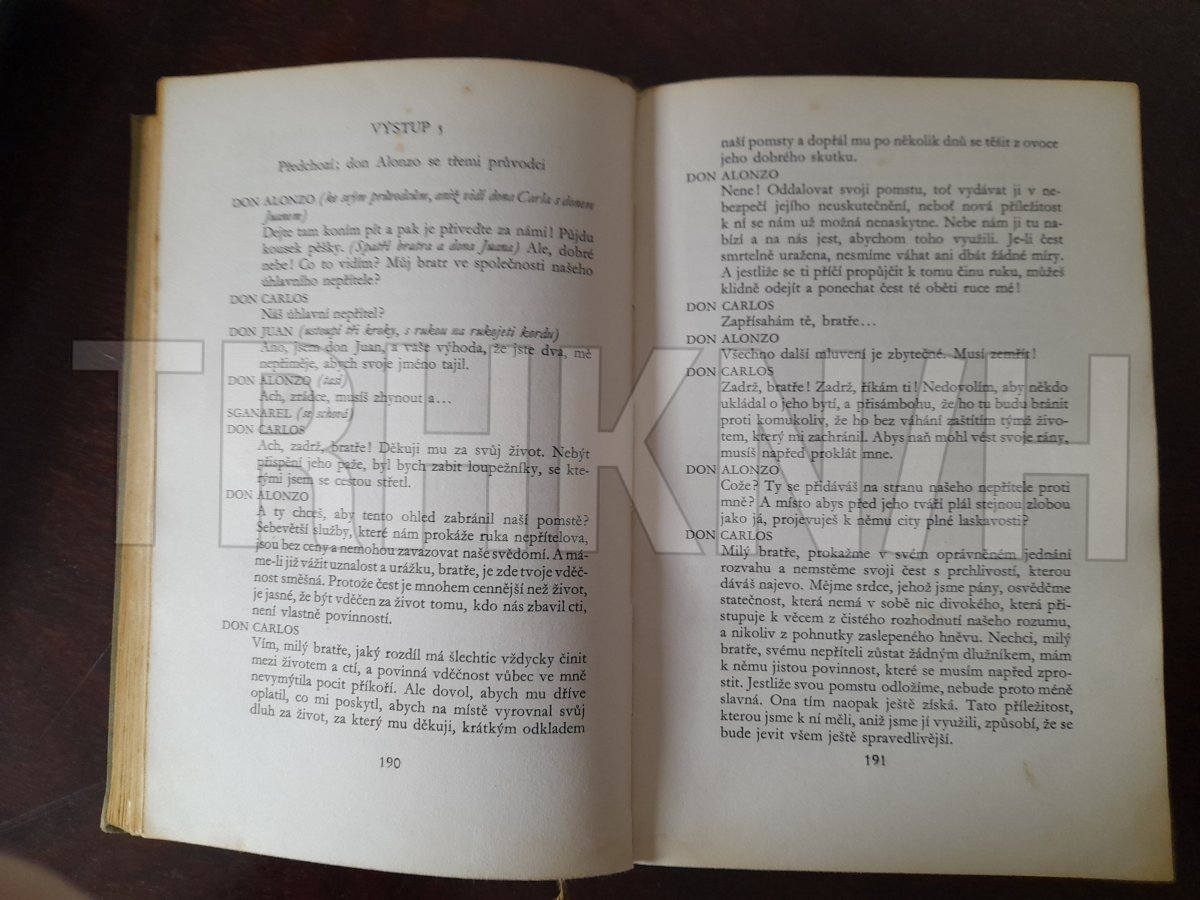 VÝSTUP 3
Předchozí; don Alonzo se třemi průvodci
DON ALONZO (ke svým průvodcům, aniž vidí dona Carla s donem
Juanem)
Dejte tam koním pít a pak je přiveďte za námi! Půjdu
kousek pěšky. (Spatří bratra a dona Juana) Ale, dobré
nebe! Co to vidím? Můj bratr ve společnosti našeho
úhlavního nepřítele?
DON CARLOS
Náš úhlavní nepřítel?
DON JUAN (ustoupí tři kroky, s rukou na rukojeti kordu)
Ano, jsem don Juan, a vaše výhoda, že jste dva, mě
nepřiměje, abych svoje jméno tajil.
DON ALONZO (tasí)
Ach, zrádce, musíš zhynout a...
SGANAREL (se schová)
DON CARLOS
Ach, zadrž, bratře! Děkuji mu za svůj život. Nebýt
přispění jeho paže, byl bych zabit loupežníky, se kte-
rými jsem se cestou střetl.
DON ALONZO
A ty chceš, aby tento ohled zabránil naší pomstě?
Sebevětší služby, které nám prokáže ruka nepřítelova,
jsou bez ceny a nemohou zavázovat naše svědomí. A má-
me-li již vážit uznalost a urážku, bratře, je zde tvoje vděč-
nost směšná. Protože čest je mnohem cennější než život,
je jasné, že být vděčen za život tomu, kdo nás zbavil cti,
není vlastně povinností.
DON CARLOS
Vím, milý bratře, jaký rozdíl má šlechtic vždycky činit
mezi životem a ctí, a povinná vděčnost vůbec ve mně
nevymýtila pocit příkoří. Ale dovol, abych mu dříve
oplatil, co mi poskytl, abych na místě vyrovnal svůj
dluh za život, za který mu děkuji, krátkým odkladem
190
naší pomsty a dopřál mu po několik dnů se těšit z ovoce
jeho dobrého skutku.
DON ALONZO
Nene! Oddalovat svoji pomstu, toť vydávat ji v ne-
bezpečí jejího neuskutečnění, neboť nová příležitost
k ní se nám už možná nenaskytne. Nebe nám ji tu na-
bízí a na nás jest, abychom toho využili. Je-li čest
smrtelně uražena, nesmíme váhat ani dbát žádné míry.
A jestliže se ti příčí propůjčit k tomu činu ruku, můžeš
klidně odejít a ponechat čest té oběti ruce mé!
DON CARLOS
Zapřísahám tě, bratře...
DON ALONZO
Všechno další mluvení je zbytečné. Musí zemřít!
DON CARLOS
Zadrž, bratře! Zadrž, říkám ti! Nedovolím, aby někdo
ukládal o jeho bytí, a přisámbohu, že ho tu budu bránit
proti komukoliv, že ho bez váhání zaštítím týmž živo-
tem, který mi zachránil. Abys naň mohl vést svoje rány,
musíš napřed proklát mne.
DON ALONZO
Cože? Ty se přidáváš na stranu našeho nepřítele proti
mně? A místo abys před jeho tváří plál stejnou zlobou
jako já, projevuješ k němu city plné laskavosti?
DON CARLOS
Milý bratře, prokažme v svém oprávněném jednání
rozvahu a nemstěme svoji čest s prchlivostí, kterou
dáváš najevo. Mějme srdce, jehož jsme pány, osvědčme
statečnost, která nemá v sobě nic divokého, která při-
stupuje k věcem z čistého rozhodnutí našeho rozumu,
a nikoliv z pohnutky zaslepeného hněvu. Nechci, milý
bratře, svému nepříteli zůstat žádným dlužníkem, mám
k němu jistou povinnost, které se musím napřed zpro-
stit. Jestliže svou pomstu odložíme, nebude proto méně
slavná. Ona tím naopak ještě získá. Tato příležitost,
kterou jsme k ní měli, aniž jsme jí využili, způsobí, že se
bude jevit všem ještě spravedlivější.
191
TRHKNIH